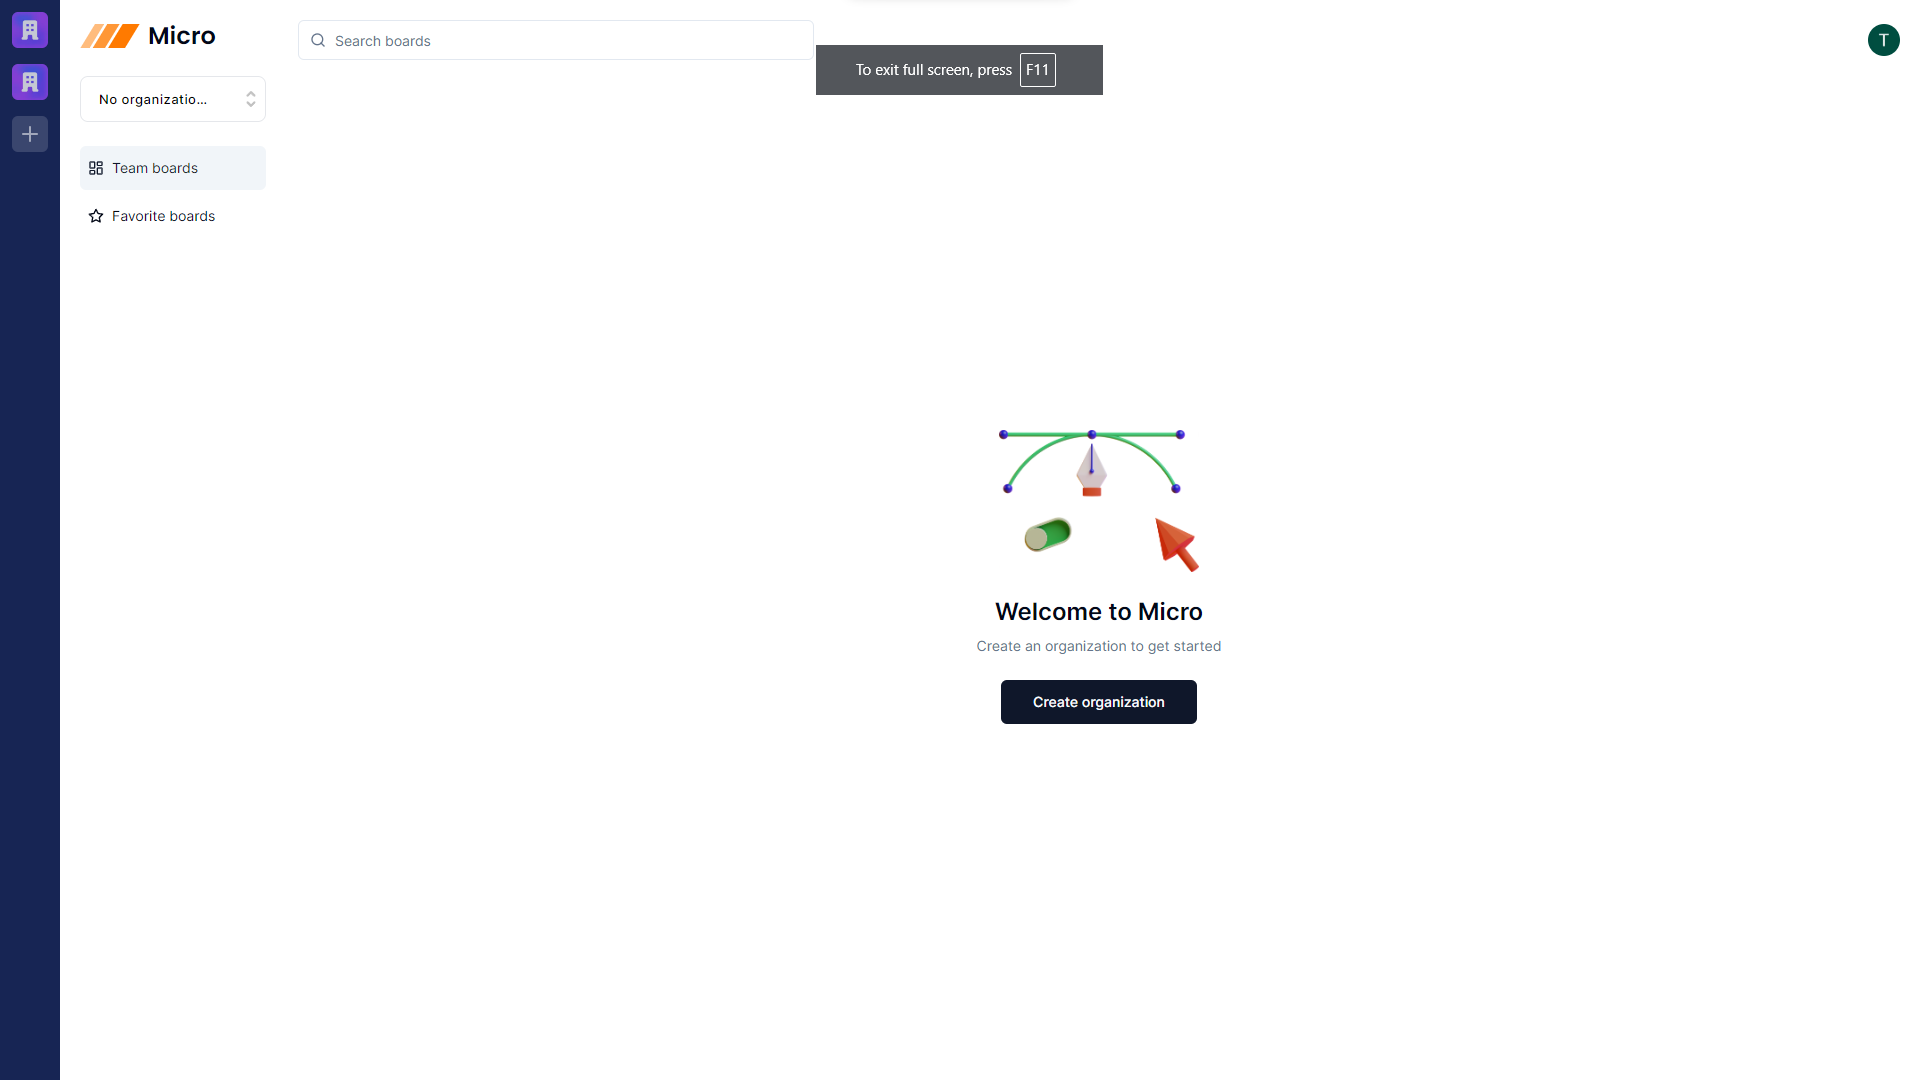 Micro
Search boards
T
To exit full screen, press F11
No organizatio...
Team boards
Favorite boards
Welcome to Micro
Create an organization to get started
Create organization